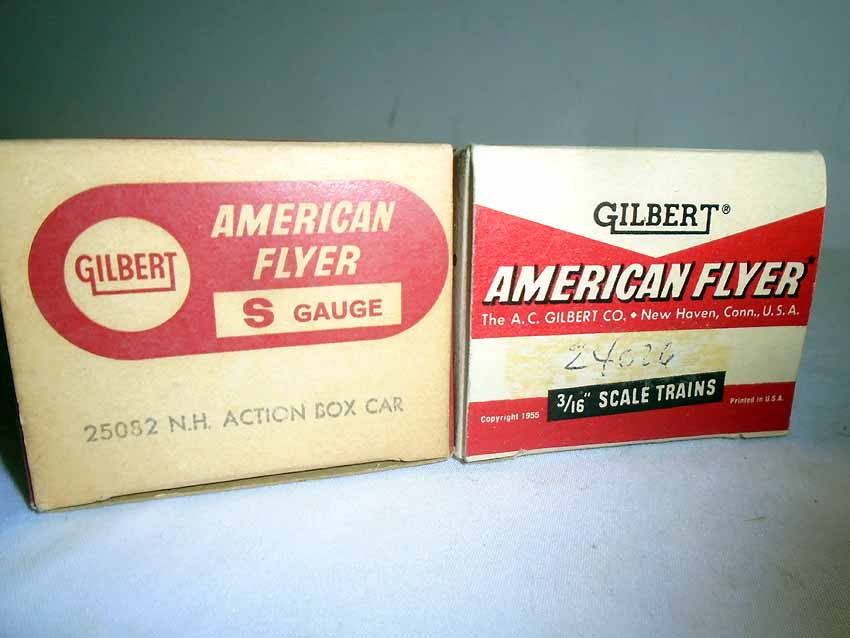 GILBERT
AMERICAN
FLYER
S GAUGE
25082 N.H. ACTION BOX CAR
GILBERT®
AMERICAN FLYER*
The A. C. GILBERT CO. • New Haven, Conn., U. S. A.
24026
3/16" SCALE TRAINS
Copyright 1955
Printed in U.S.A.